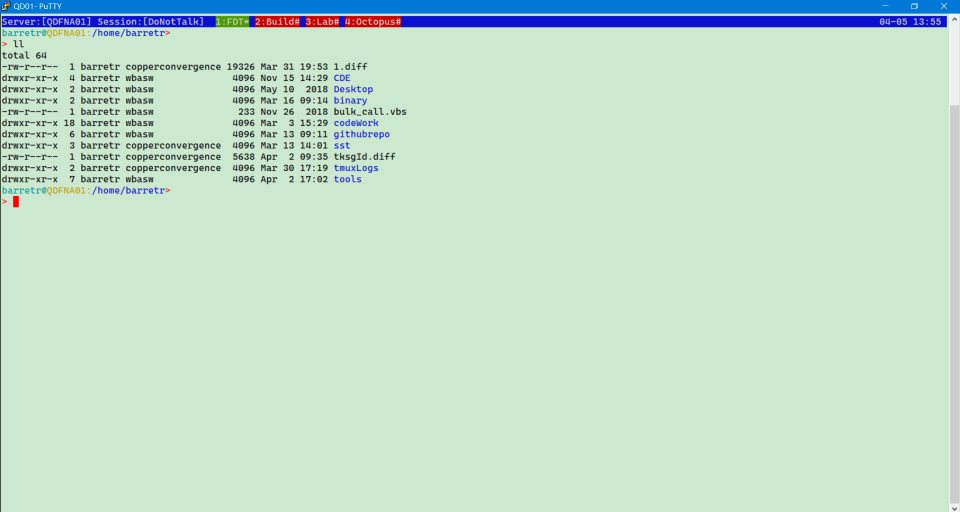 QD01- PuTTY
Server:[QDFNA01] Session:[DoNotTalk] 1:FDT* 2:Build# 3:Lab# 4:Octopus# 04-05 13:55
barretr@QDFNA01:/home/barretr>
> ll
total 64
-rw-r--r-- 1 barretr copperconvergence 19326 Mar 31 19:53 1.diff
drwxr-xr-x 4 barretr wbasw 4096 Nov 15 14:29 CDE
drwxr-xr-x 2 barretr wbasw 4096 May 10 2018 Desktop
drwxr-xr-x 2 barretr wbasw 4096 Mar 16 09:14 binary
-rw-r--r-- 1 barretr wbasw 233 Nov 26 2018 bulk_call.vbs
drwxr-xr-x 18 barretr wbasw 4096 Mar 3 15:29 codeWork
drwxr-xr-x 6 barretr wbasw 4096 Mar 13 09:11 githubrepo
drwxr-xr-x 3 barretr copperconvergence 4096 Mar 13 14:01 sst
-rw-r--r-- 1 barretr copperconvergence 5638 Apr 2 09:35 tksgId.diff
drwxr-xr-x 2 barretr copperconvergence 4096 Mar 30 17:19 tmuxLogs
drwxr-xr-x 7 barretr wbasw 4096 Apr 2 17:02 tools
barretr@QDFNA01:/home/barretr>
>